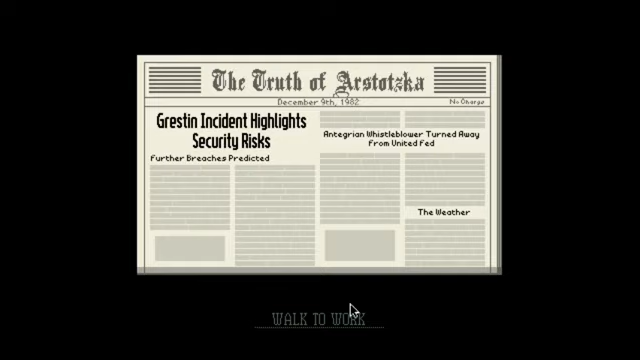 The Truth of Arstotzka
December 9th, 1982
No Charge
Grestin Incident Highlights
Security Risks
Further Breaches Predicted
Antegrian Whistleblower Turned Away
From United Fed
The Weather
WALK TO WORK